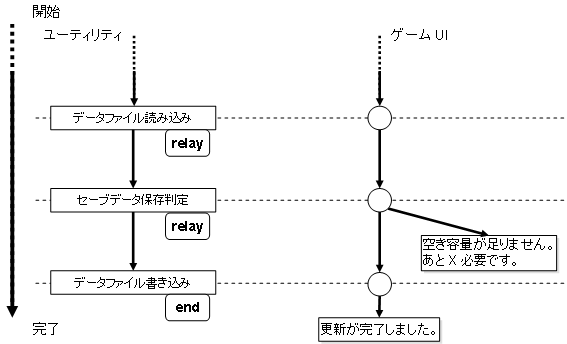 開始
ユーティリティ
ゲーム UI
データファイル読み込み
relay
セーブデータ保存判定
relay
空き容量が足りません。
あと X 必要です。
データファイル書き込み
end
更新が完了しました。
完了